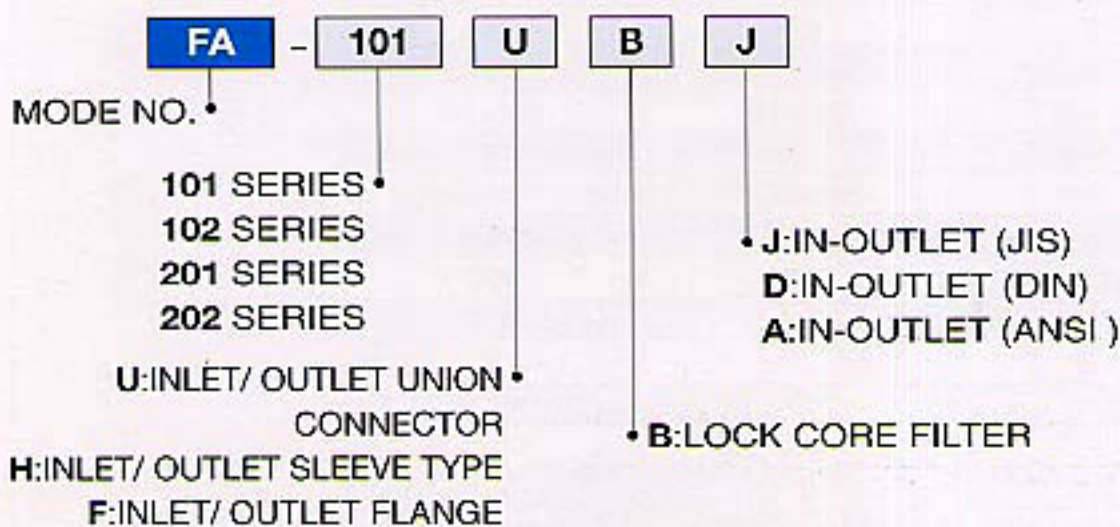 FA - 101 U B J
MODE NO.
101 SERIES
102 SERIES
201 SERIES
202 SERIES
U:INLET/ OUTLET UNION
CONNECTOR
H:INLET/ OUTLET SLEEVE TYPE
F:INLET/ OUTLET FLANGE
B:LOCK CORE FILTER
J:IN-OUTLET (JIS)
D:IN-OUTLET (DIN)
A:IN-OUTLET (ANSI )